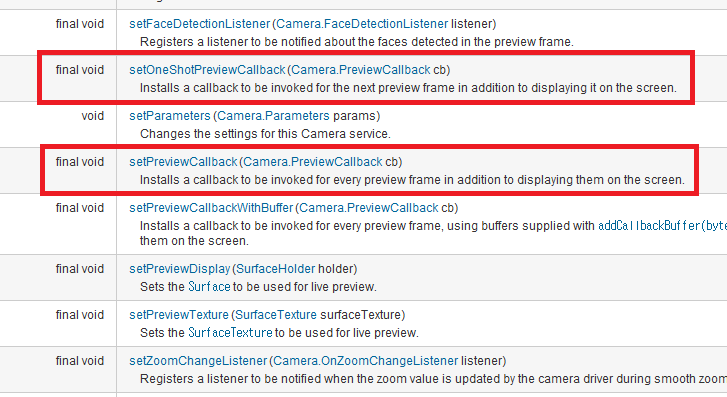 final void setFaceDetectionListener(Camera.FaceDetectionListener listener)
Registers a listener to be notified about the faces detected in the preview frame.
final void setOneShotPreviewCallback(Camera.PreviewCallback cb)
Installs a callback to be invoked for the next preview frame in addition to displaying it on the screen.
void setParameters(Camera.Parameters params)
Changes the settings for this Camera service.
final void setPreviewCallback(Camera.PreviewCallback cb)
Installs a callback to be invoked for every preview frame in addition to displaying them on the screen.
final void setPreviewCallbackWithBuffer(Camera.PreviewCallback cb)
Installs a callback to be invoked for every preview frame, using buffers supplied with addCallbackBuffer(byte
them on the screen.
final void setPreviewDisplay(SurfaceHolder holder)
Sets the Surface to be used for live preview.
final void setPreviewTexture(SurfaceTexture surfaceTexture)
Sets the SurfaceTexture to be used for live preview.
final void setZoomChangeListener(Camera.OnZoomChangeListener listener)
Registers a listener to be notified when the zoom value is updated by the camera driver during smooth zoom